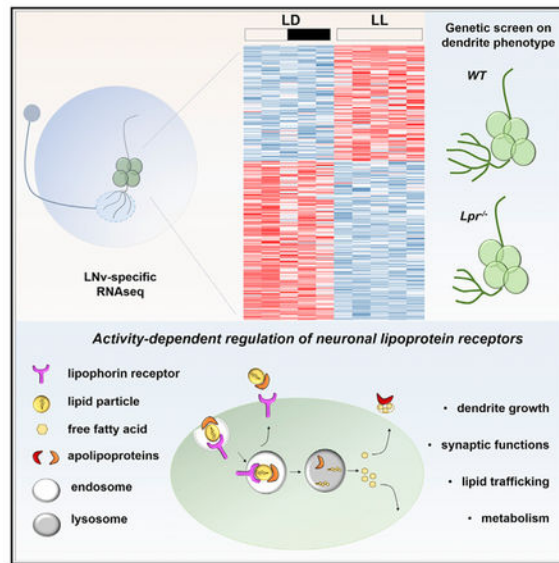 LD
LL
Genetic screen on
dendrite phenotype
WT
Lpr-/-
LNv-specific
RNAseq
Activity-dependent regulation of neuronal lipoprotein receptors
lipophorin receptor
lipid particle
free fatty acid
apolipoproteins
endosome
lysosome
• dendrite growth
• synaptic functions
• lipid trafficking
• metabolism